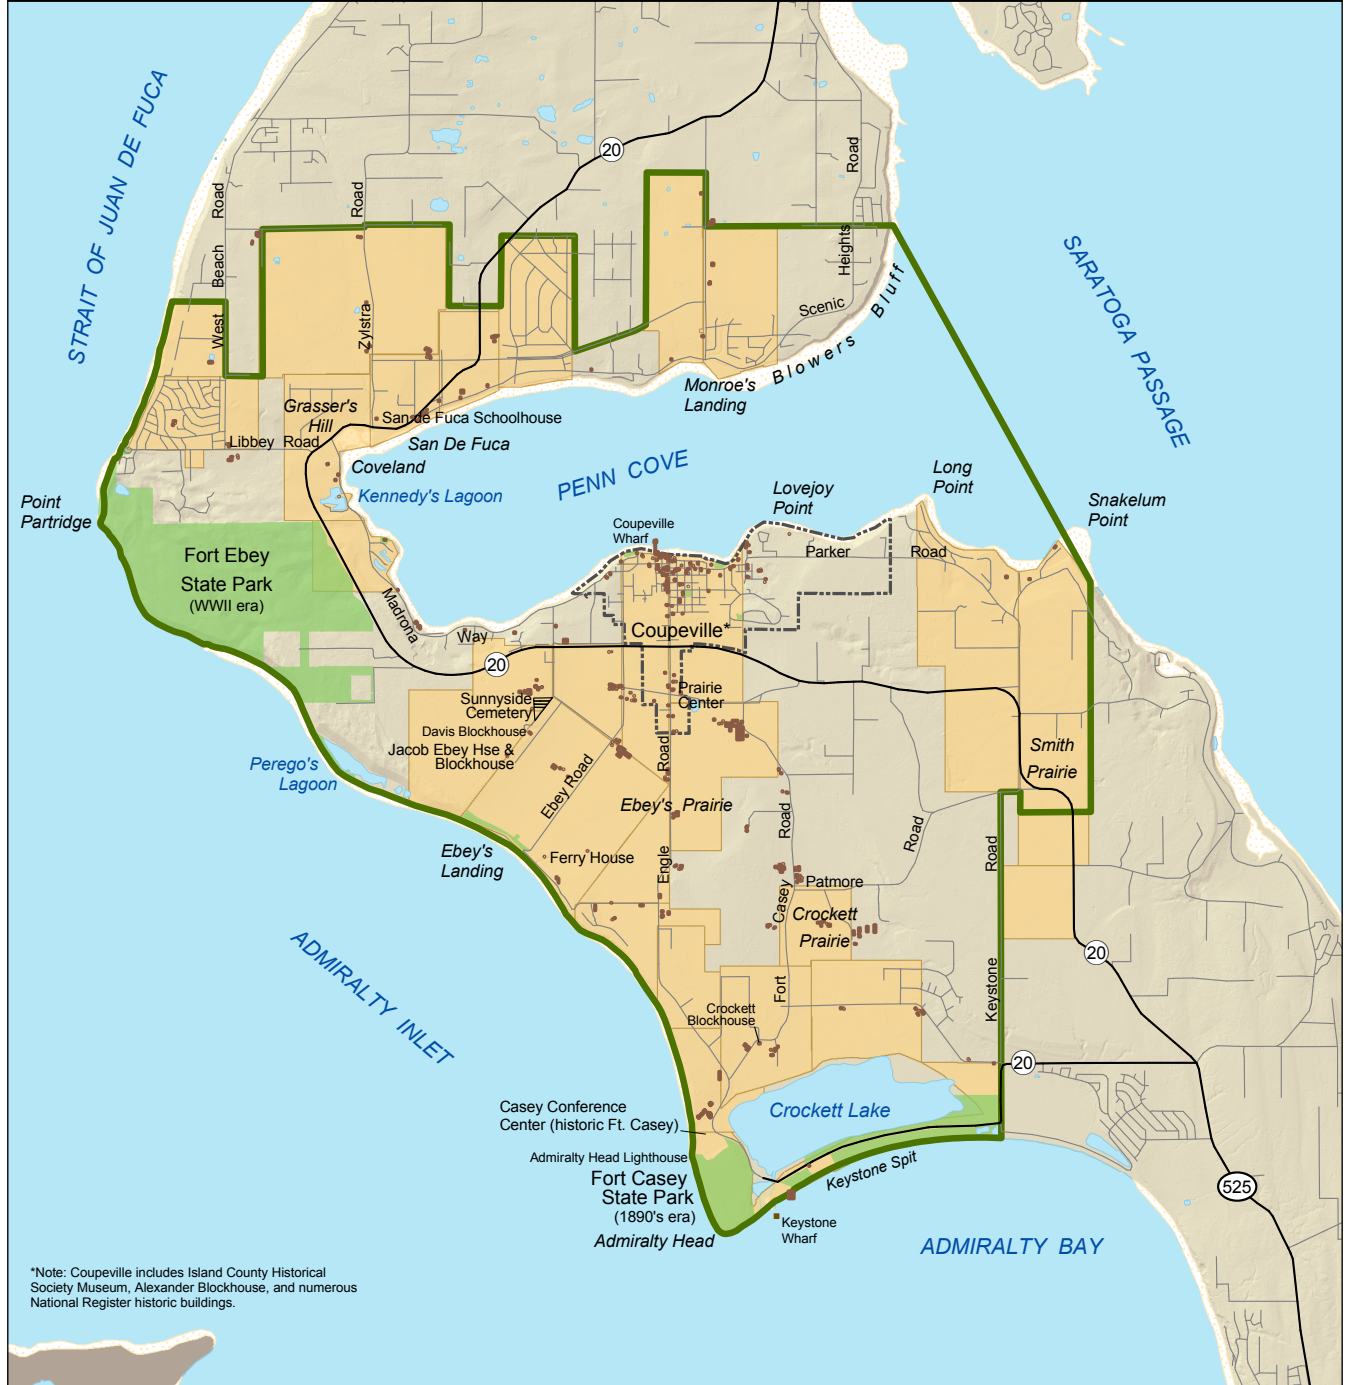 STRAIT OF JUAN DE FUCA
20
Road
Road
Road
Beach
West
Zylstra
Heights
Scenic
Blowers Bluff
SARATOGA PASSAGE
Monroe's
Landing
Grasser's
Hill
San de Fuca Schoolhouse
San De Fuca
Libbey Road
Coveland
Kennedy's Lagoon
PENN COVE
Long
Point
Lovejoy
Point
Snakelum
Point
Point
Partridge
Coupeville
Wharf
Parker
Road
Fort Ebey
State Park
(WWII era)
Madrona
Way
Coupeville*
20
Prairie
Center
Sunnyside
Cemetery
Davis Blockhouse
Jacob Ebey Hse &
Blockhouse
Smith
Prairie
Perego's
Lagoon
Ebey Road
Road
Ebey's Prairie
Road
Road
Road
Ebey's
Landing
Ferry House
Engle
Patmore
Casey
Crockett
Prairie
ADMIRALTY INLET
20
Fort
Keystone
Crockett
Blockhouse
20
Crockett Lake
Casey Conference
Center (historic Ft. Casey)
Admiralty Head Lighthouse
Fort Casey
State Park
(1890's era)
Admiralty Head
Keystone Spit
525
Keystone
Wharf
ADMIRALTY BAY
*Note: Coupeville includes Island County Historical
Society Museum, Alexander Blockhouse, and numerous
National Register historic buildings.